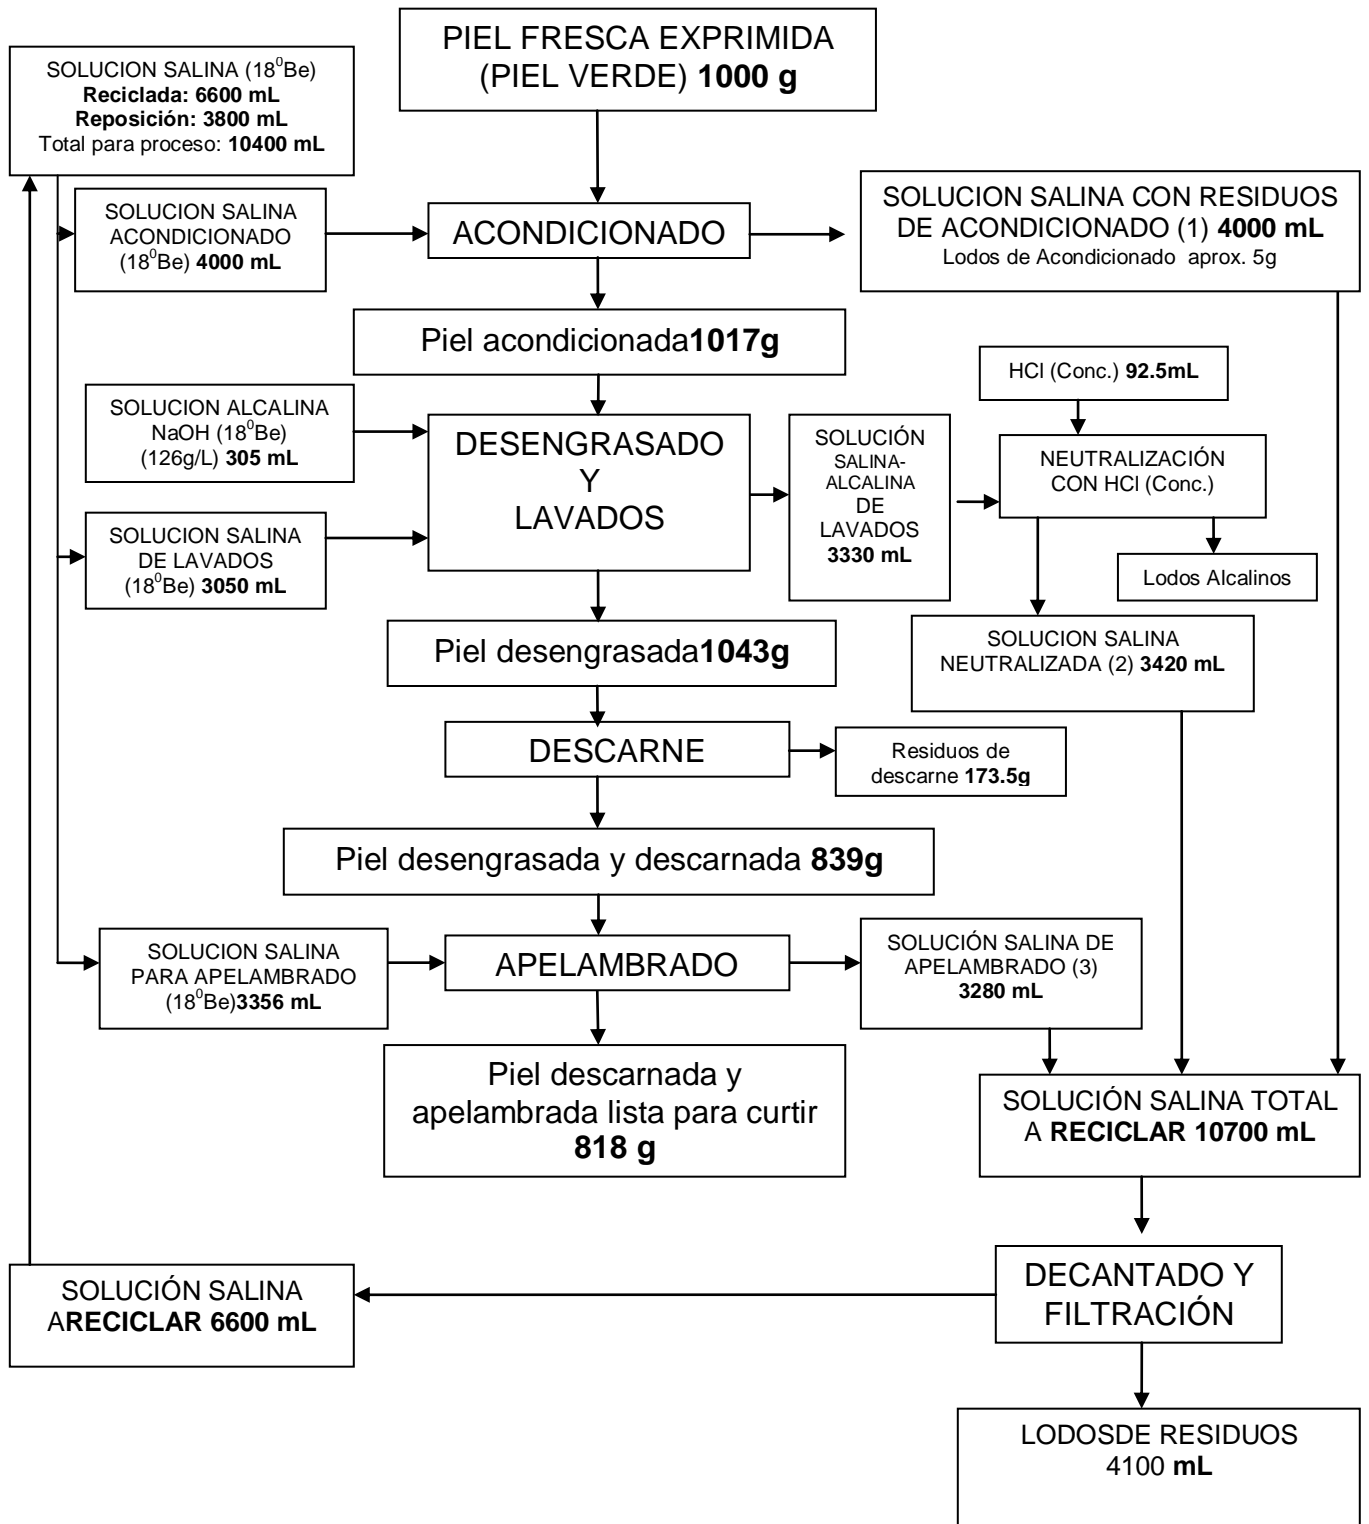 PIEL FRESCA EXPRIMIDA
(PIEL VERDE) 1000 g
SOLUCION SALINA (18⁰Be)
Reciclada: 6600 mL
Reposición: 3800 mL
Total para proceso: 10400 mL
SOLUCION SALINA
ACONDICIONADO
(18⁰Be) 4000 mL
ACONDICIONADO
SOLUCION SALINA CON RESIDUOS
DE ACONDICIONADO (1) 4000 mL
Lodos de Acondicionado aprox. 5g
Piel acondicionada1017g
HCl (Conc.) 92.5mL
SOLUCION ALCALINA
NaOH (18⁰Be)
(126g/L) 305 mL
DESENGRASADO
Y
LAVADOS
SOLUCIÓN
SALINA-
ALCALINA
DE
LAVADOS
3330 mL
NEUTRALIZACIÓN
CON HCl (Conc.)
SOLUCION SALINA
DE LAVADOS
(18⁰Be) 3050 mL
Lodos Alcalinos
Piel desengrasada1043g
SOLUCION SALINA
NEUTRALIZADA (2) 3420 mL
DESCARNE
Residuos de
descarne 173.5g
Piel desengrasada y descarnada 839g
SOLUCION SALINA
PARA APELAMBRADO
(18⁰Be)3356 mL
APELAMBRADO
SOLUCIÓN SALINA DE
APELAMBRADO (3)
3280 mL
Piel descarnada y
apelambrada lista para curtir
818 g
SOLUCIÓN SALINA TOTAL
A RECICLAR 10700 mL
DECANTADO Y
FILTRACIÓN
SOLUCIÓN SALINA
ARECICLAR 6600 mL
LODOSDE RESIDUOS
4100 mL